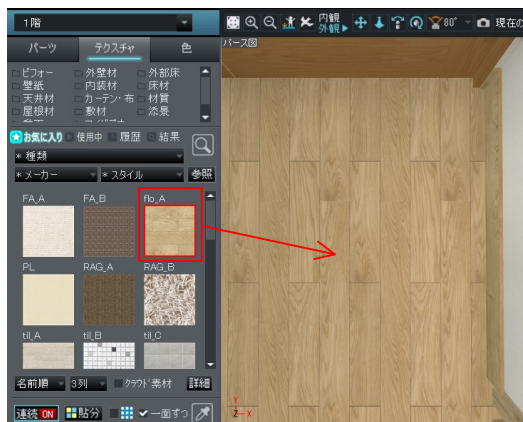 1階
内観
外観
80°
現在の
パーツ テクスチャ 色
パース図
ビフォー 外壁材 外部床
壁紙 内装材 床材
天井材 カーテン・布 材質
屋根材 敷材 添景
お気に入り 使用中 履歴 結果
* 種類
* メーカー * スタイル 参照
FA_A FA_B flo_A
PL RAG_A RAG_B
til_A til_B til_C
名前順 3列 クラウド素材 詳細
連続 ON 貼分 一面ずつ
Y
Z X